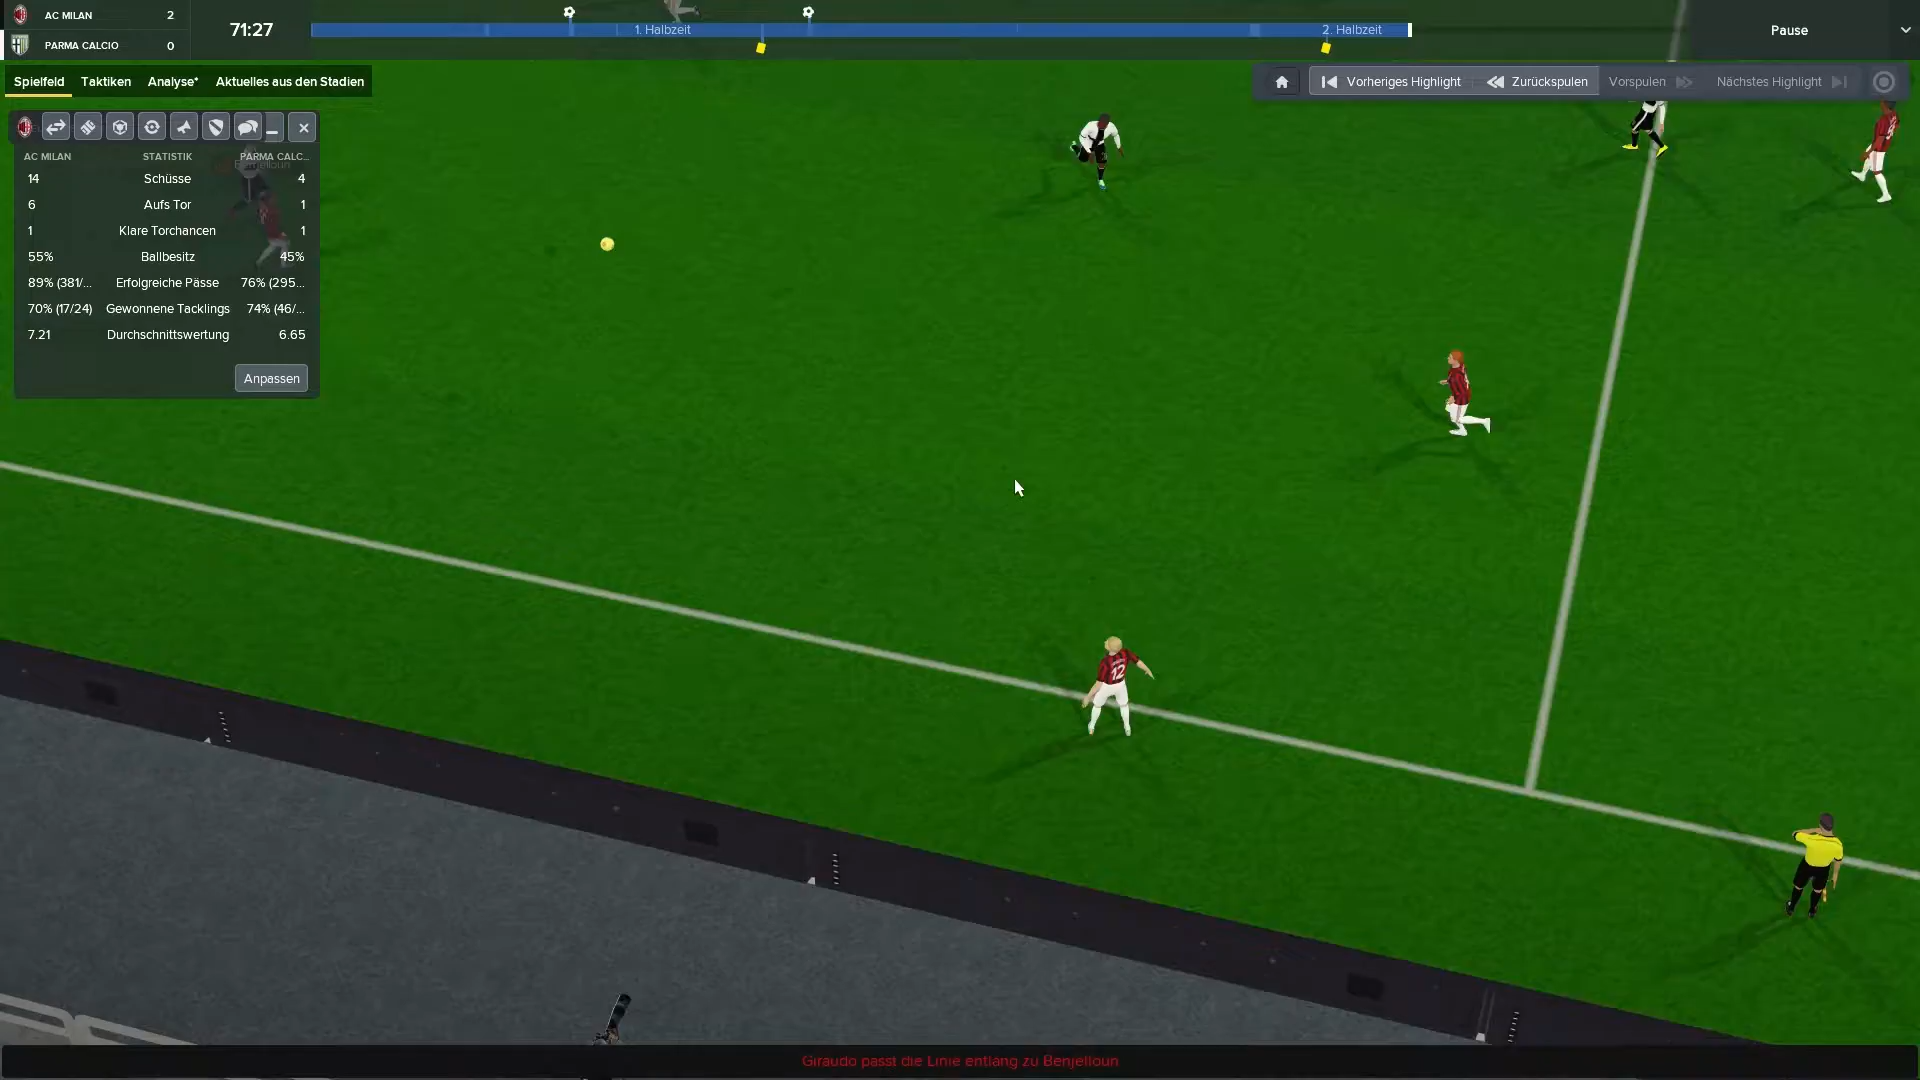 AC MILAN 2
PARMA CALCIO 0
71:27
1. Halbzeit
2. Halbzeit
Pause
Spielfeld Taktiken Analyse* Aktuelles aus den Stadien
Vorheriges Highlight Zurückspulen Vorspulen Nächstes Highlight
AC MILAN STATISTIK PARMA CALC...
14 Schüsse 4
6 Aufs Tor 1
1 Klare Torchancen 1
55% Ballbesitz 45%
89% (381/... Erfolgreiche Pässe 76% (295...
70% (17/24) Gewonnene Tacklings 74% (46/...
7.21 Durchschnittswertung 6.65
Anpassen
12
Giraudo passt die Linie entlang zu Benjelloun